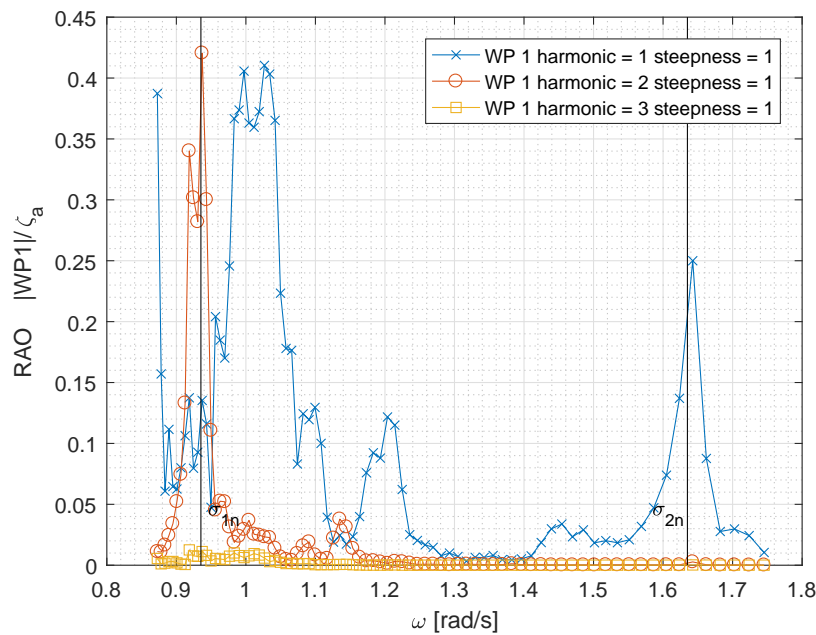 0.45
0.4
0.35
0.3
0.25
0.2
0.15
0.1
0.05
0
RAO |WP1|/ζa
WP 1 harmonic = 1 steepness = 1
WP 1 harmonic = 2 steepness = 1
WP 1 harmonic = 3 steepness = 1
σ1n
σ2n
0.8 0.9 1 1.1 1.2 1.3 1.4 1.5 1.6 1.7 1.8
ω [rad/s]